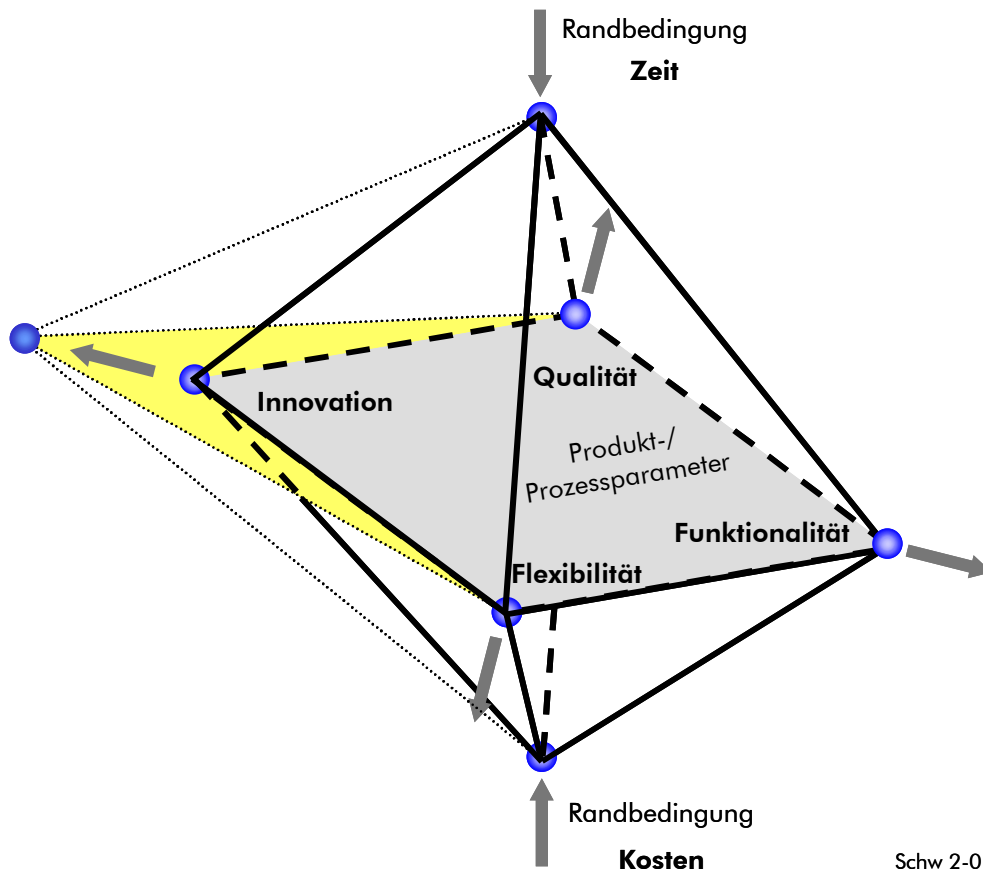 Randbedingung
Zeit
Qualität
Innovation
Produkt-/
Prozessparameter
Funktionalität
Flexibilität
Randbedingung
Kosten
Schw 2-0